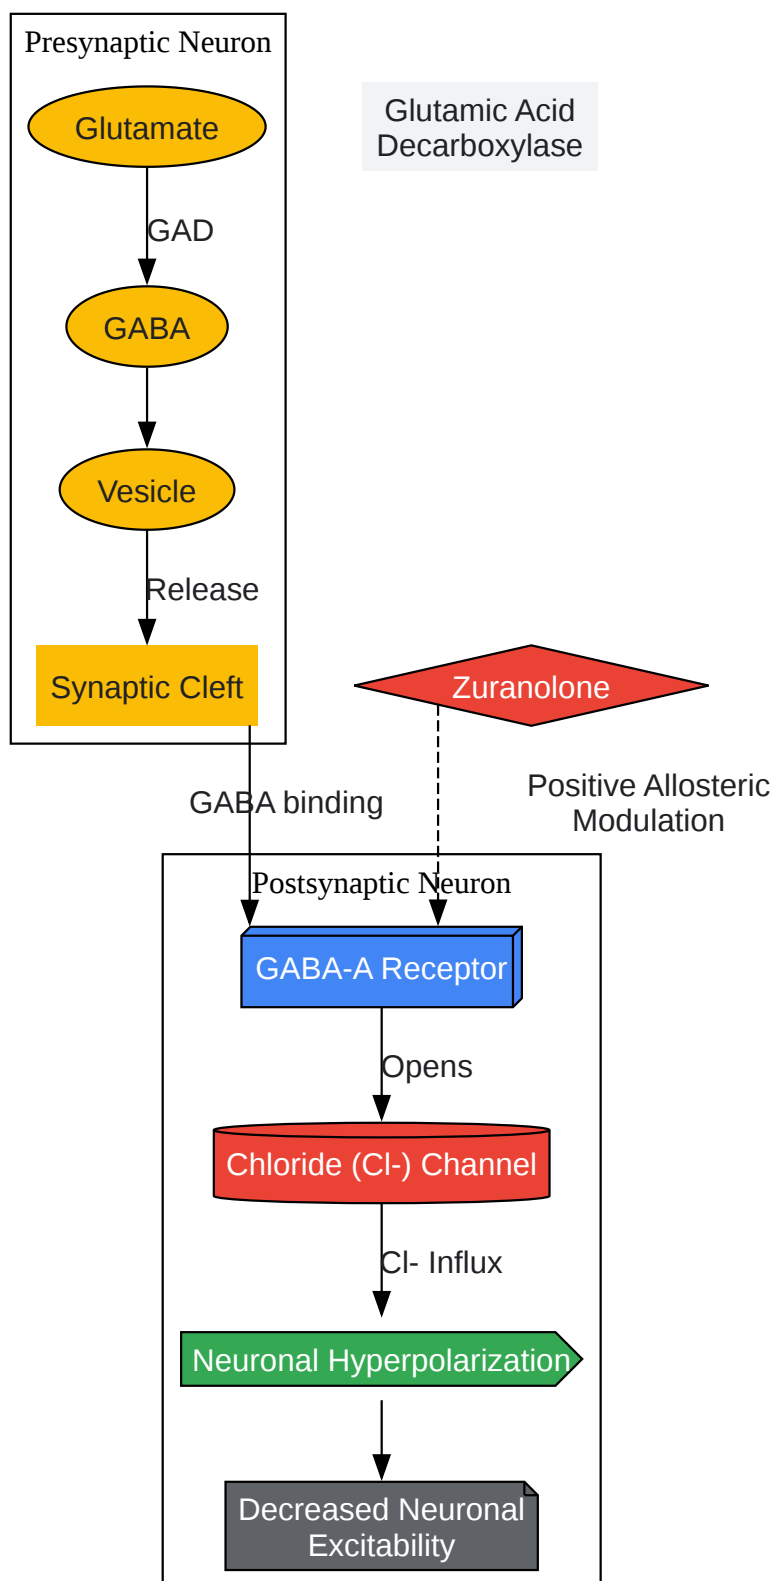 Presynaptic Neuron
Glutamate
Glutamic Acid
Decarboxylase
GAD
GABA
Vesicle
Release
Synaptic Cleft
Zuranolone
GABA binding
Positive Allosteric
Modulation
Postsynaptic Neuron
GABA-A Receptor
Opens
Chloride (Cl-) Channel
Cl- Influx
Neuronal Hyperpolarization
Decreased Neuronal
Excitability